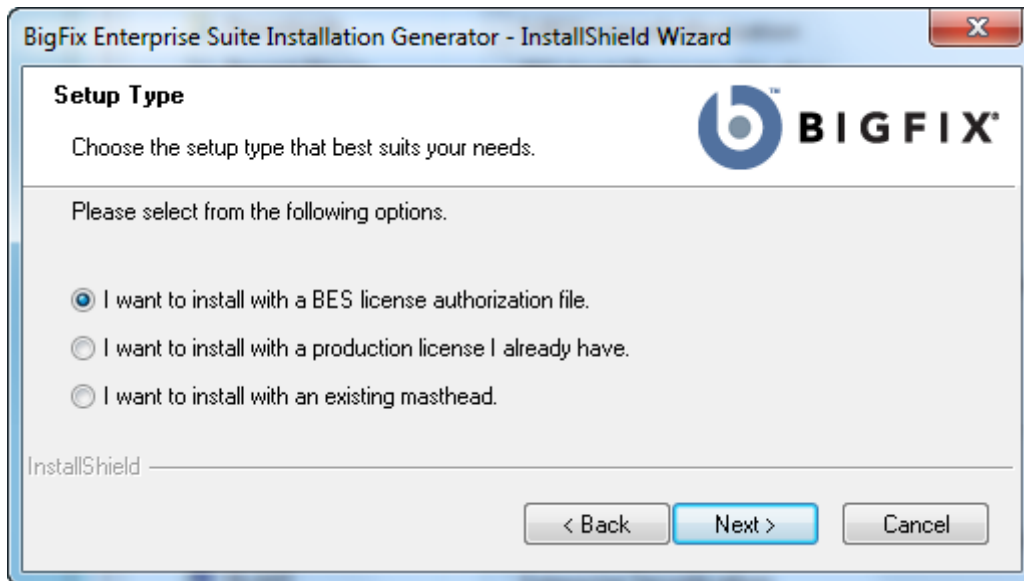 BigFix Enterprise Suite Installation Generator - InstallShield Wizard
Setup Type
Choose the setup type that best suits your needs.
BIGFIX®
Please select from the following options.
I want to install with a BES license authorization file.
I want to install with a production license I already have.
I want to install with an existing masthead.
InstallShield
< Back
Next >
Cancel